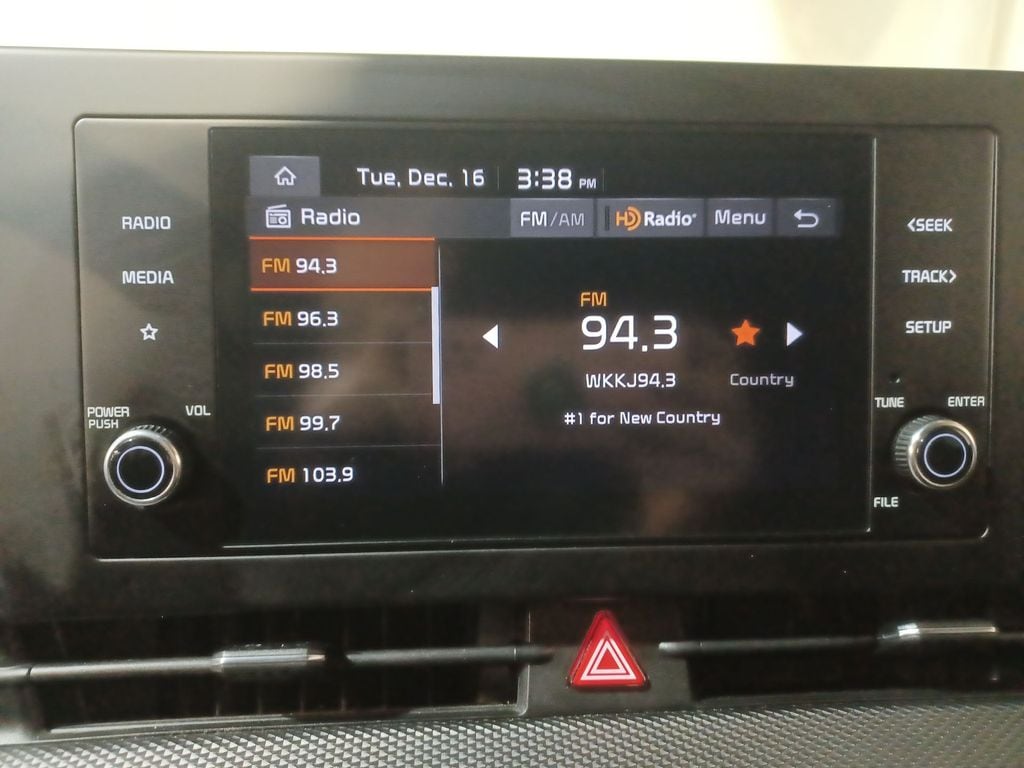 Tue, Dec. 16 3:38 PM
Radio FM/AM HD Radio Menu
FM 94.3
FM 96.3
FM 98.5
FM 99.7
FM 103.9
FM
94.3
WKKJ94.3 Country
#1 for New Country
RADIO
MEDIA
POWER
PUSH
VOL
<SEEK
TRACK>
SETUP
TUNE
ENTER
FILE